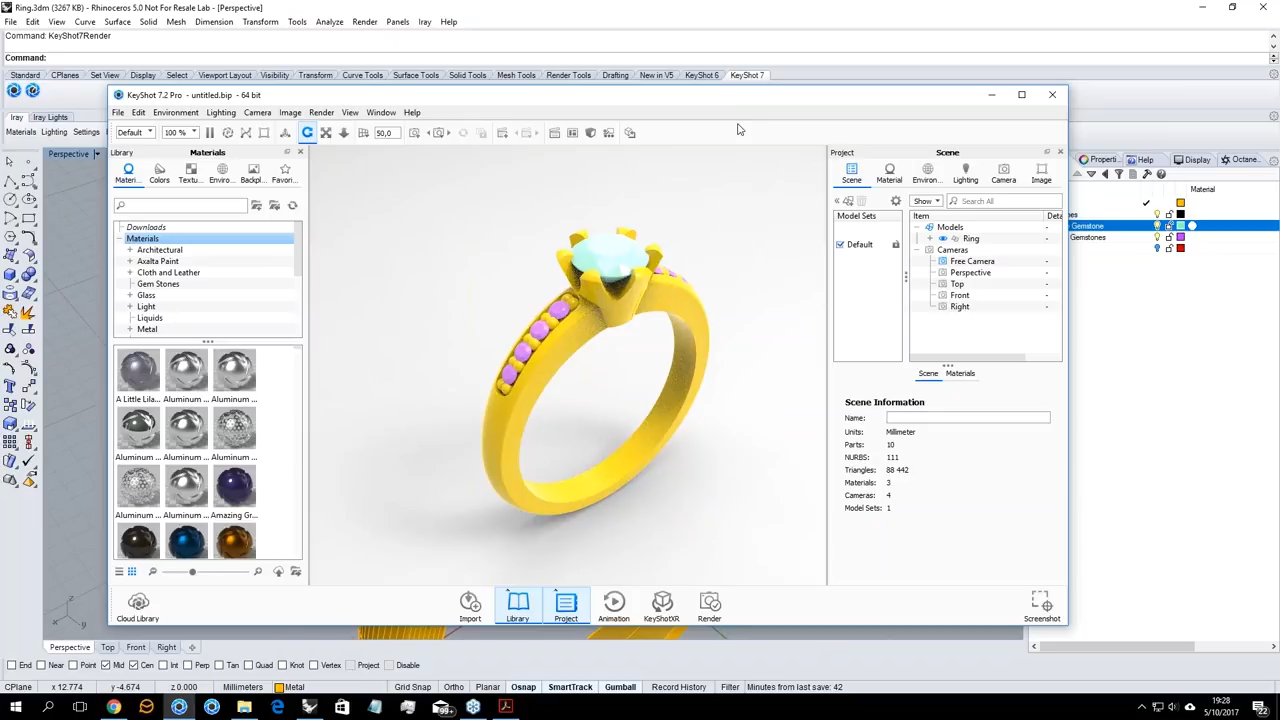 Ring.3dm (3267 KB) - Rhinoceros 5.0 Not For Resale Lab - [Perspective]
File Edit View Curve Surface Solid Mesh Dimension Transform Tools Analyze Render Panels Iray Help
Command: KeyShot7Render
Command:
Standard CPlanes Set View Display Select Viewport Layout Visibility Transform Curve Tools Surface Tools Solid Tools Mesh Tools Render Tools Drafting New in V5 KeyShot 6 KeyShot 7
KeyShot 7.2 Pro - untitled.bip - 64 bit
File Edit Environment Lighting Camera Image Render View Window Help
Iray Iray Lights
Materials Lighting Settings
Default 100 % 50,0
Perspective
Library Materials
Materi... Colors Textu... Enviro... Backpl... Favori...
Downloads
Materials
Architectural
Axalta Paint
Cloth and Leather
Gem Stones
Glass
Light
Liquids
Metal
A Little Lila... Aluminum ... Aluminum ...
Aluminum ... Aluminum ... Aluminum ...
Aluminum ... Aluminum ... Amazing Gr...
Project Scene
Scene Material Environ... Lighting Camera Image
Show Search All
Model Sets
Default
Item Deta
Models
Ring -
Cameras
Free Camera -
Perspective -
Top -
Front -
Right -
Scene Materials
Scene Information
Name:
Units: Millimeter
Parts: 10
NURBS: 111
Triangles: 88 442
Materials: 3
Cameras: 4
Model Sets: 1
Properti... Help Display Octane...
Material
Gemstone
Gemstones
Cloud Library Import Library Project Animation KeyShotXR Render Screenshot
Perspective Top Front Right
End Near Point Mid Cen Int Perp Tan Quad Knot Vertex Project Disable
CPlane x 12.774 y -4.674 z 0.000 Millimeters Metal Grid Snap Ortho Planar Osnap SmartTrack Gumball Record History Filter Minutes from last save: 42
19:28
5/10/2017